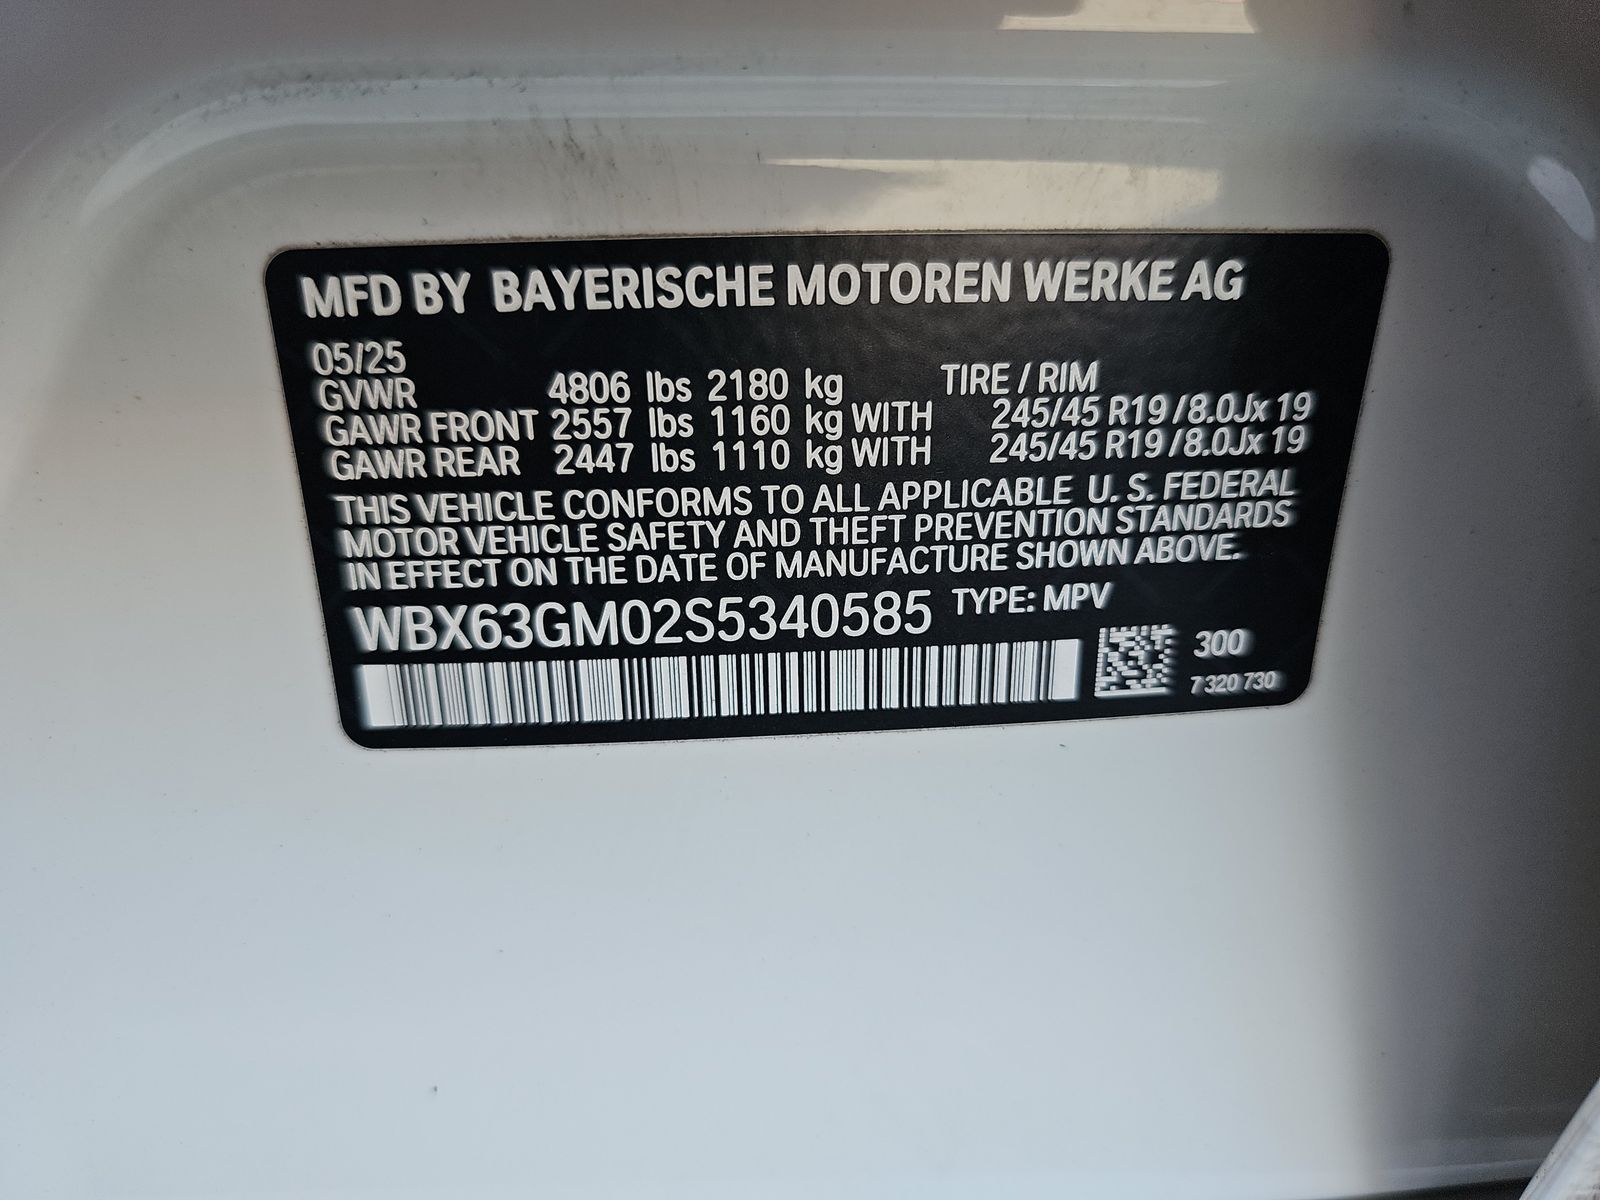 MFD BY BAYERISCHE MOTOREN WERKE AG
05/25
GVWR 4806 lbs 2180 kg TIRE / RIM
GAWR FRONT 2557 lbs 1160 kg WITH 245/45 R19 /8.0Jx 19
GAWR REAR 2447 lbs 1110 kg WITH 245/45 R19 /8.0Jx 19
THIS VEHICLE CONFORMS TO ALL APPLICABLE U. S. FEDERAL
MOTOR VEHICLE SAFETY AND THEFT PREVENTION STANDARDS
IN EFFECT ON THE DATE OF MANUFACTURE SHOWN ABOVE.
WBX63GM02S5340585 TYPE: MPV
300
7 320 730